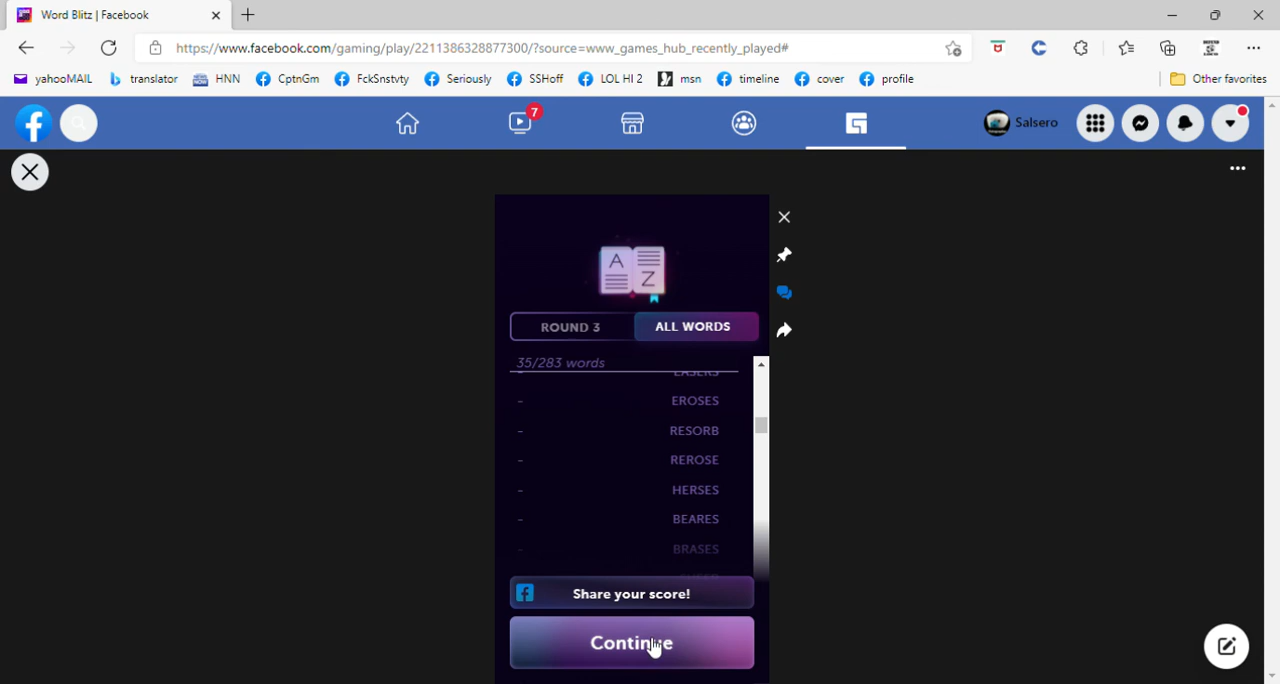 Word Blitz | Facebook
https://www.facebook.com/gaming/play/2211386328877300/?source=www_games_hub_recently_played#
yahooMAIL translator HNN CptnGm FckSnstvty Seriously SSHoff LOL HI 2 msn timeline cover profile Other favorites
7
Salsero
A
Z
ROUND 3 ALL WORDS
35/283 words
- EROSES
- RESORB
- REROSE
- HERSES
- BEARES
- BRASES
Share your score!
Continue